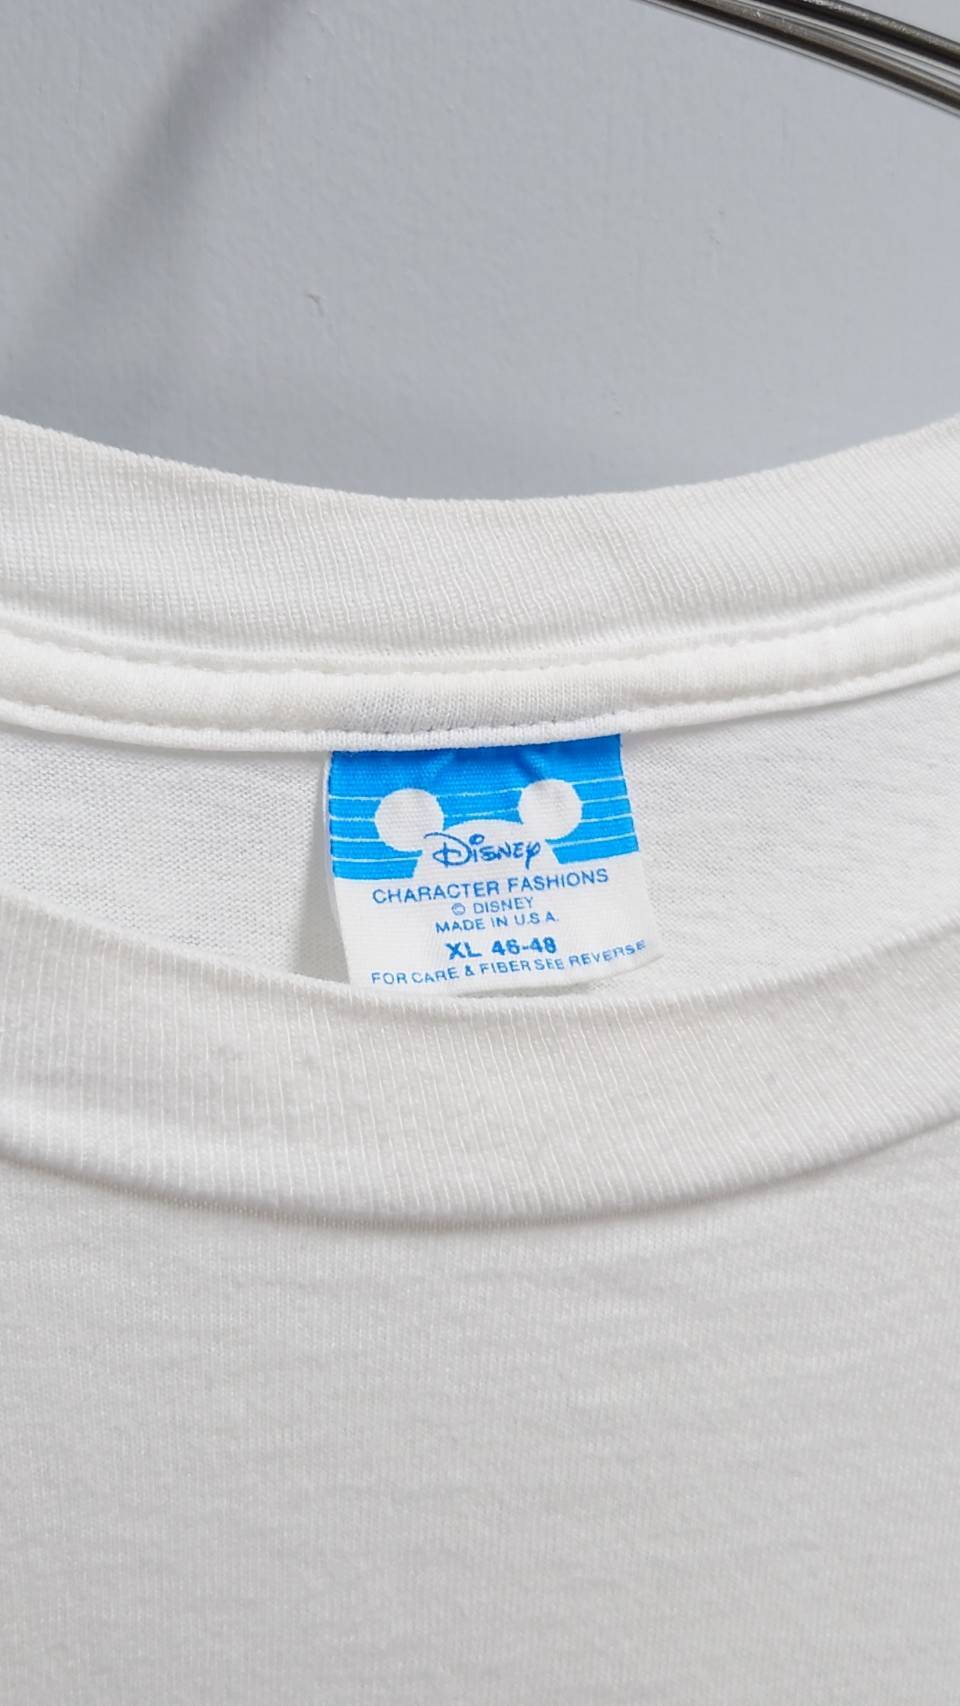 Disney
CHARACTER FASHIONS
© DISNEY
MADE IN U.S.A.
XL 46-48
FOR CARE & FIBER SEE REVERSE